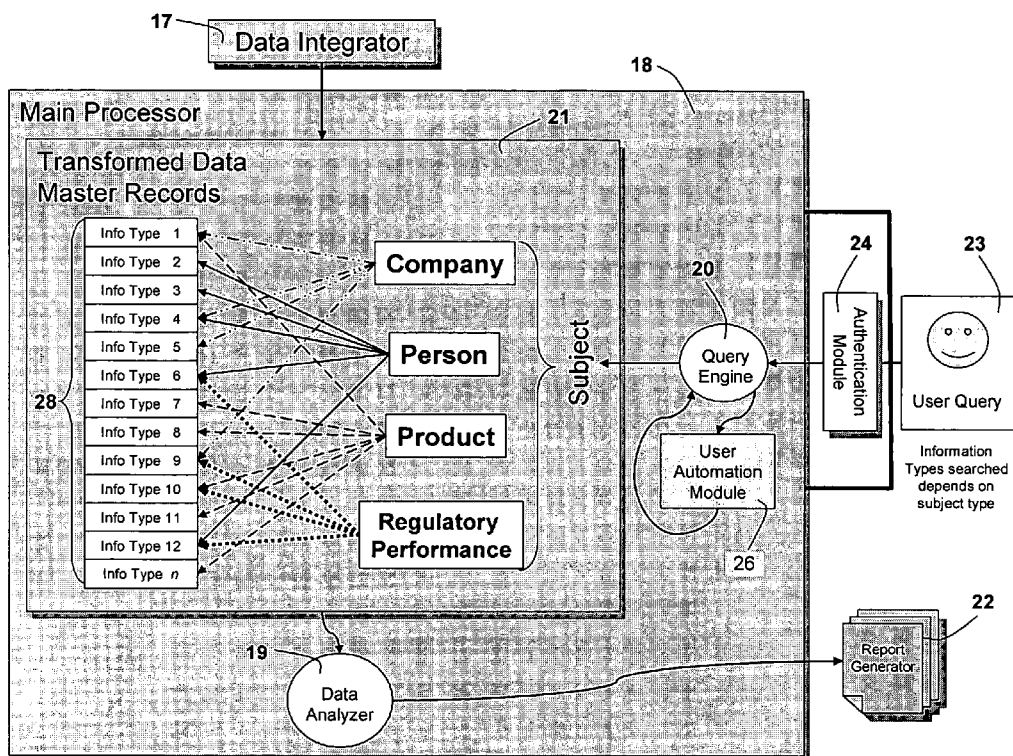 17
Data Integrator
18
Main Processor
21
Transformed Data
Master Records
Info Type 1
Info Type 2
Info Type 3
Info Type 4
Info Type 5
Info Type 6
Info Type 7
Info Type 8
Info Type 9
Info Type 10
Info Type 11
Info Type 12
Info Type n
28
Company
Person
Product
Regulatory
Performance
Subject
20
Query
Engine
User
Automation
Module
26
24
Authentication
Module
23
User Query
Information
Types searched
depends on
subject type
19
Data
Analyzer
22
Report
Generator